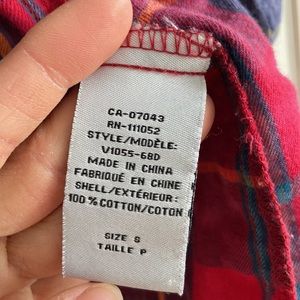 CA-07043
RN-111052
STYLE/MODÈLE:
V1055-68D
MADE IN CHINA
FABRIQUÉ EN CHINE
SHELL/EXTÉRIEUR:
100% COTTON/COTON
SIZE S
TAILLE P